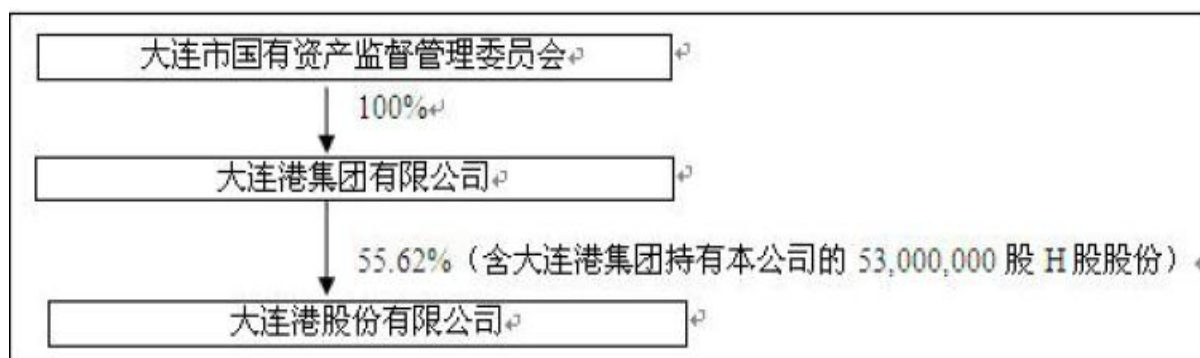 大连市国有资产监督管理委员会
100%
大连港集团有限公司
55.62%（含大连港集团持有本公司的 53,000,000 股 H 股股份）
大连港股份有限公司